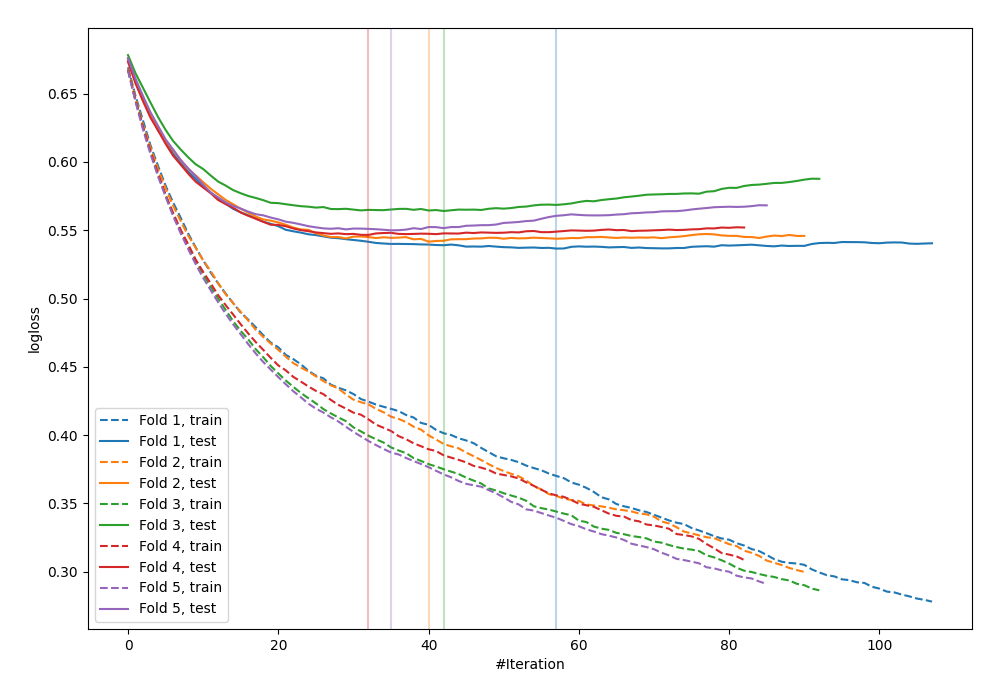 0.65
0.60
0.55
0.50
0.45
0.40
0.35
0.30
logloss
Fold 1, train
Fold 1, test
Fold 2, train
Fold 2, test
Fold 3, train
Fold 3, test
Fold 4, train
Fold 4, test
Fold 5, train
Fold 5, test
0 20 40 60 80 100
#Iteration